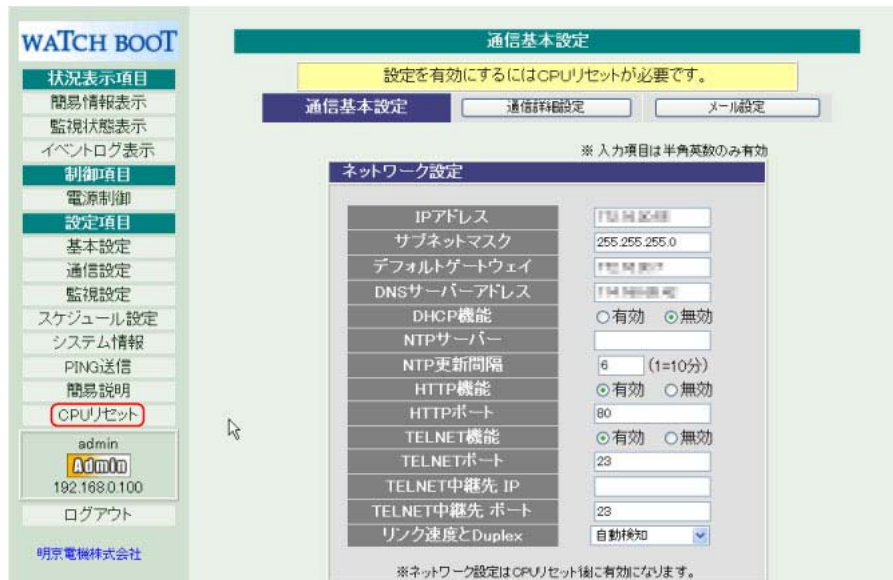 WATCH BOOT
状況表示項目
簡易情報表示
監視状態表示
イベントログ表示
制御項目
電源制御
設定項目
基本設定
通信設定
監視設定
スケジュール設定
システム情報
PING送信
簡易説明
CPUリセット
admin
Admin
192.168.0.100
ログアウト
明京電機株式会社
通信基本設定
設定を有効にするにはCPUリセットが必要です。
通信基本設定 通信詳細設定 メール設定
※ 入力項目は半角英数のみ有効
ネットワーク設定
IPアドレス
サブネットマスク 255.255.255.0
デフォルトゲートウェイ
DNSサーバーアドレス
DHCP機能 有効 無効
NTPサーバー
NTP更新間隔 6 (1=10分)
HTTP機能 有効 無効
HTTPポート 80
TELNET機能 有効 無効
TELNETポート 23
TELNET中継先 IP
TELNET中継先 ポート 23
リンク速度とDuplex 自動検知
※ネットワーク設定はCPUリセット後に有効になります。